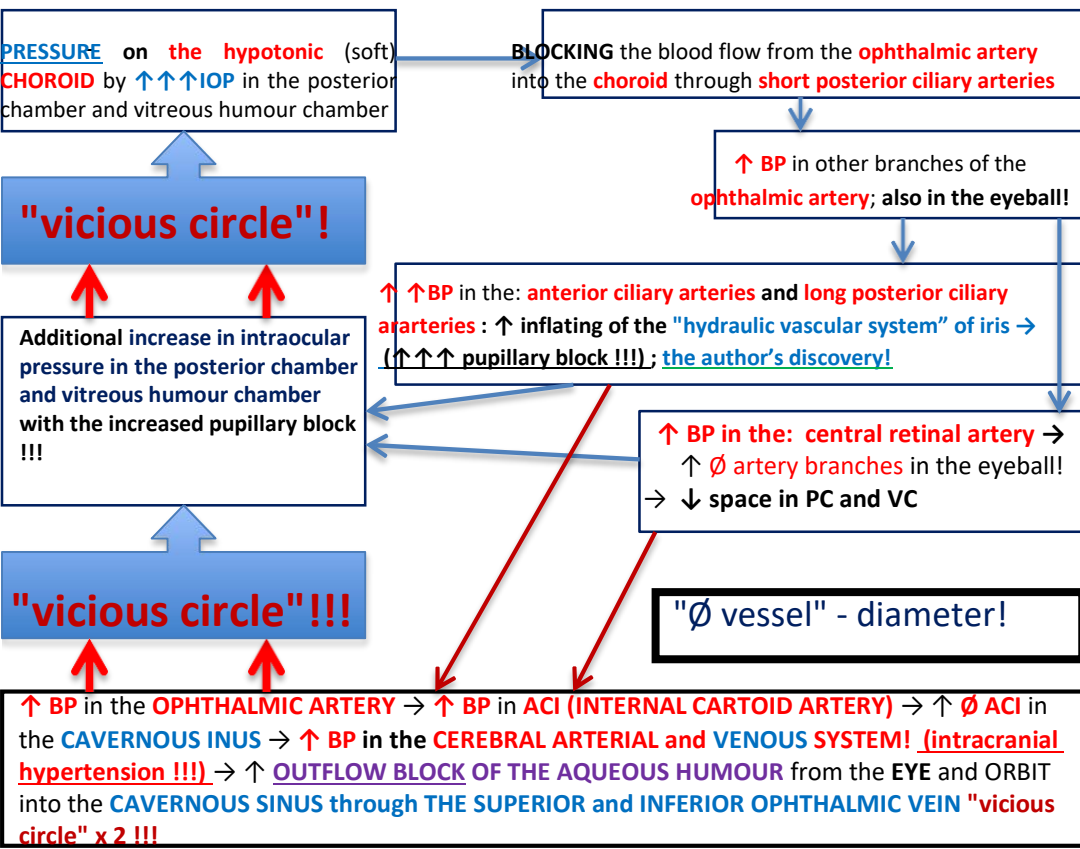 PRESSURE on the hypotonic (soft)
CHOROID by ↑↑↑IOP in the posterior
chamber and vitreous humour chamber
BLOCKING the blood flow from the ophthalmic artery
into the choroid through short posterior ciliary arteries
↑ BP in other branches of the
ophthalmic artery; also in the eyeball!
"vicious circle"!
↑ ↑BP in the: anterior ciliary arteries and long posterior ciliary
ararteries : ↑ inflating of the "hydraulic vascular system” of iris →
(↑↑↑ pupillary block !!!) ; the author’s discovery!
Additional increase in intraocular
pressure in the posterior chamber
and vitreous humour chamber
with the increased pupillary block
!!!
↑ BP in the: central retinal artery →
↑ Ø artery branches in the eyeball!
→ ↓ space in PC and VC
"vicious circle"!!!
"Ø vessel" - diameter!
↑ BP in the OPHTHALMIC ARTERY → ↑ BP in ACI (INTERNAL CARTOID ARTERY) → ↑ Ø ACI in
the CAVERNOUS INUS → ↑ BP in the CEREBRAL ARTERIAL and VENOUS SYSTEM! (intracranial
hypertension !!!) → ↑ OUTFLOW BLOCK OF THE AQUEOUS HUMOUR from the EYE and ORBIT
into the CAVERNOUS SINUS through THE SUPERIOR and INFERIOR OPHTHALMIC VEIN "vicious
circle" x 2 !!!